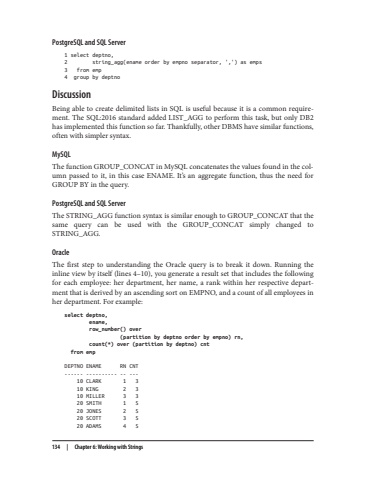 PostgreSQL and SQL Server
1 select deptno,
2        string_agg(ename order by empno separator, ',') as emps
3   from emp
4  group by deptno
Discussion
Being able to create delimited lists in SQL is useful because it is a common require-
ment. The SQL:2016 standard added LIST_AGG to perform this task, but only DB2
has implemented this function so far. Thankfully, other DBMS have similar functions,
often with simpler syntax.
MySQL
The function GROUP_CONCAT in MySQL concatenates the values found in the col-
umn passed to it, in this case ENAME. It's an aggregate function, thus the need for
GROUP BY in the query.
PostgreSQL and SQL Server
The STRING_AGG function syntax is similar enough to GROUP_CONCAT that the
same query can be used with the GROUP_CONCAT simply changed to
STRING_AGG.
Oracle
The first step to understanding the Oracle query is to break it down. Running the
inline view by itself (lines 4–10), you generate a result set that includes the following
for each employee: her department, her name, a rank within her respective depart-
ment that is derived by an ascending sort on EMPNO, and a count of all employees in
her department. For example:
select deptno,
       ename,
       row_number() over
                (partition by deptno order by empno) rn,
       count(*) over (partition by deptno) cnt
  from emp
DEPTNO ENAME      RN CNT
------ ---------- -- ---
    10 CLARK       1   3
    10 KING        2   3
    10 MILLER      3   3
    20 SMITH       1   5
    20 JONES       2   5
    20 SCOTT       3   5
    20 ADAMS       4   5
134 | Chapter 6: Working with Strings